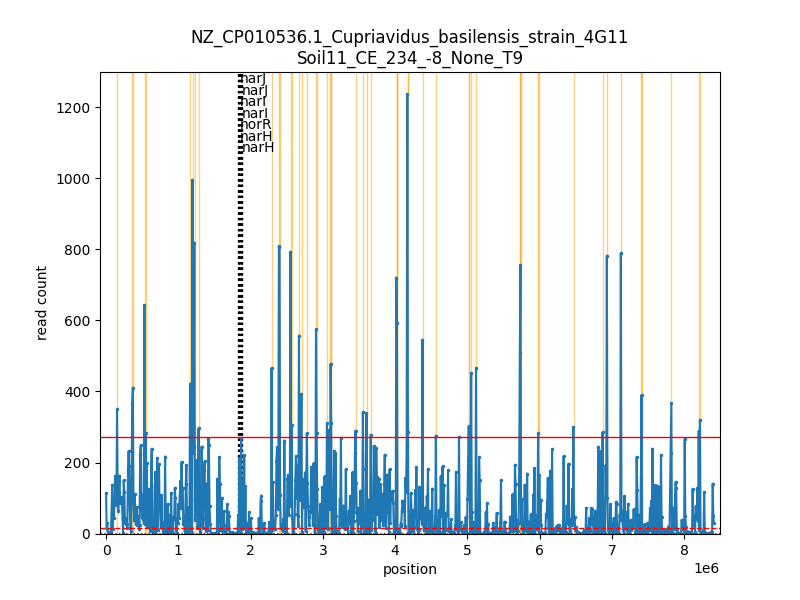 NZ_CP010536.1_Cupriavidus_basilensis_strain_4G11
Soil11_CE_234_-8_None_T9
narJ
narJ
narI
narI
norR
narH
narH
1200
1000
800
600
400
200
0
read count
0 1 2 3 4 5 6 7 8
1e6
position